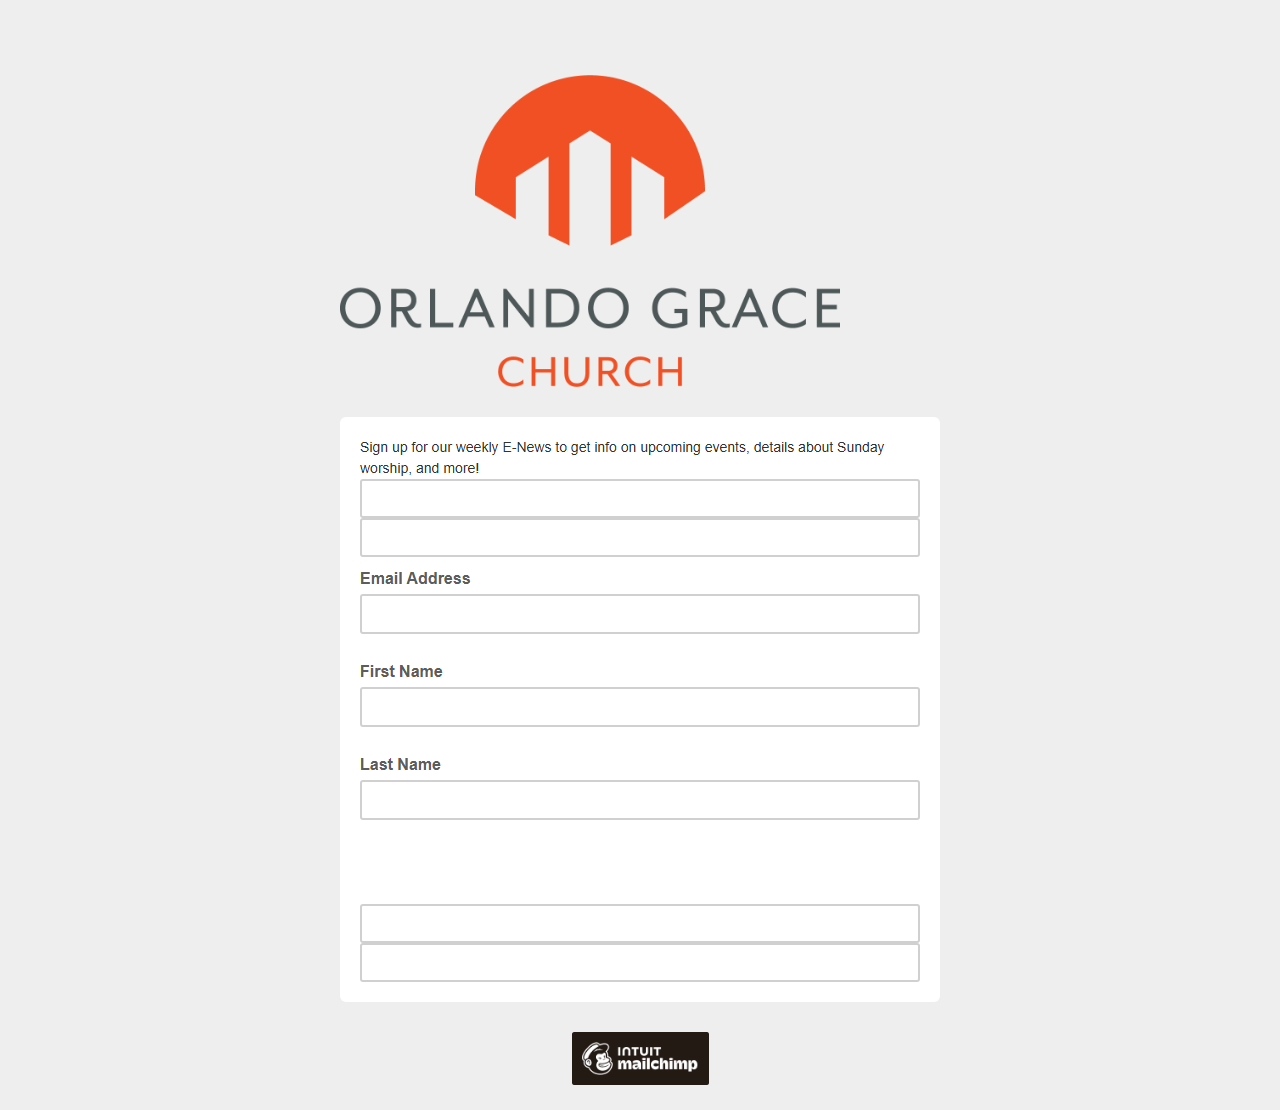 ORLANDO GRACE
CHURCH
Sign up for our weekly E-News to get info on upcoming events, details about Sunday
worship, and more!
Email Address
First Name
Last Name
INTUIT
mailchimp